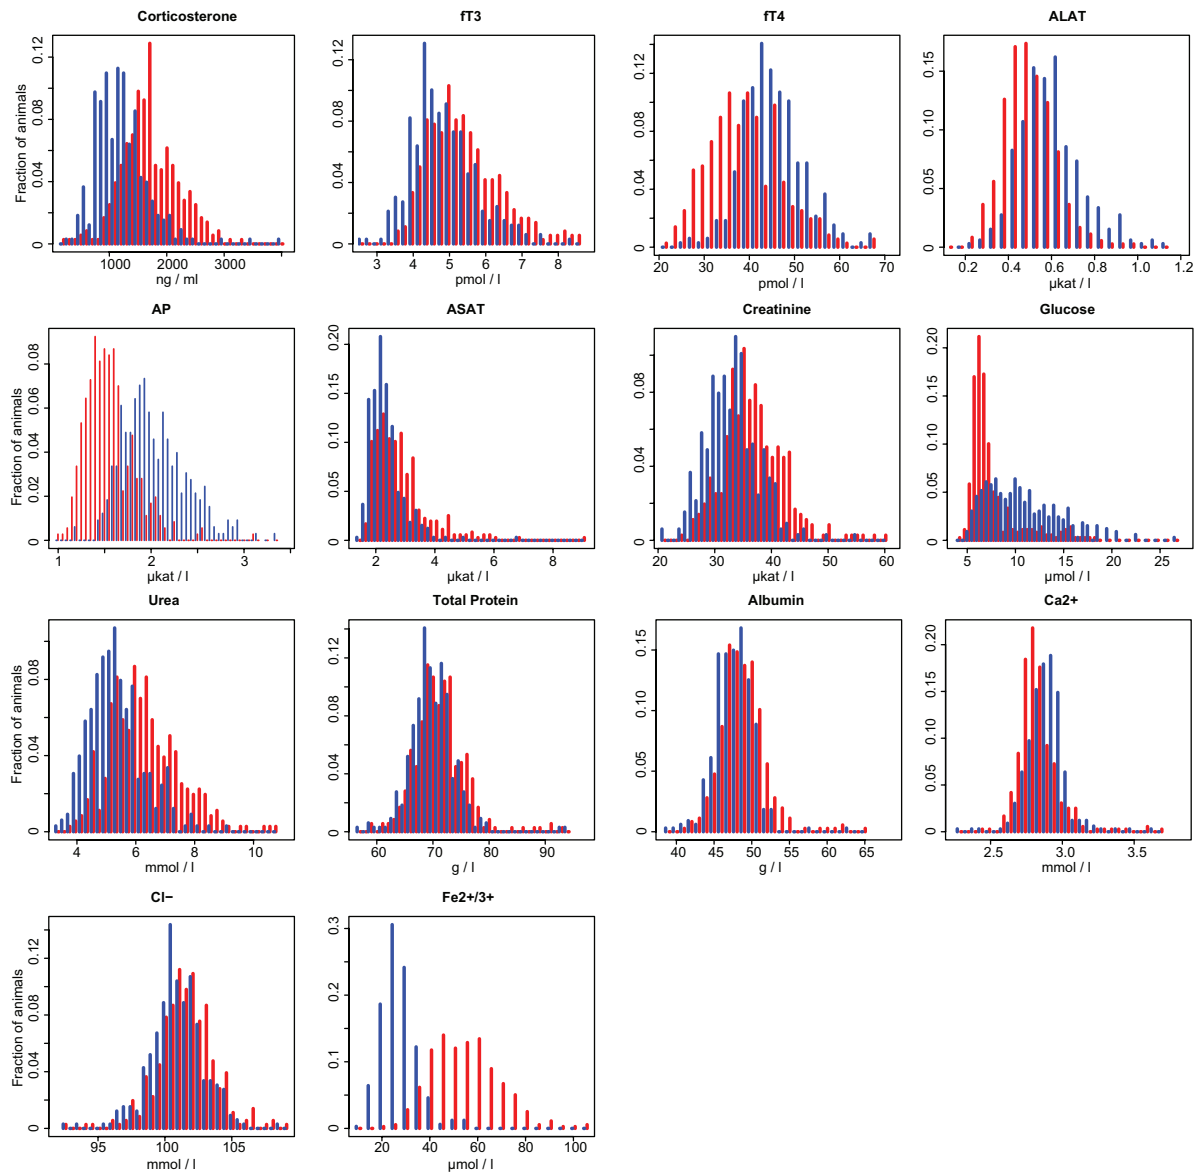 Corticosterone
fT3
fT4
ALAT
Fraction of animals
0 0.04 0.08 0.12
1000 2000 3000
ng / ml
0 0.04 0.08 0.12
3 4 5 6 7 8
pmol / l
0 0.04 0.08 0.12
20 30 40 50 60 70
pmol / l
0 0.05 0.10 0.15
0.2 0.4 0.6 0.8 1.0 1.2
µkat / l
AP
ASAT
Creatinine
Glucose
Fraction of animals
0 0.02 0.04 0.06 0.08
1 2 3
µkat / l
0 0.05 0.10 0.15 0.20
2 4 6 8
µkat / l
0 0.04 0.08
20 30 40 50 60
µkat / l
0 0.05 0.10 0.15 0.20
5 10 15 20 25
µmol / l
Urea
Total Protein
Albumin
Ca2+
Fraction of animals
0 0.04 0.08
4 6 8 10
mmol / l
0 0.04 0.08 0.12
60 70 80 90
g / l
0 0.05 0.10 0.15
40 45 50 55 60 65
g / l
0 0.05 0.10 0.15 0.20
2.5 3.0 3.5
mmol / l
Cl−
Fe2+/3+
Fraction of animals
0 0.04 0.08 0.12
95 100 105
mmol / l
0 0.1 0.2 0.3
20 40 60 80 100
µmol / l